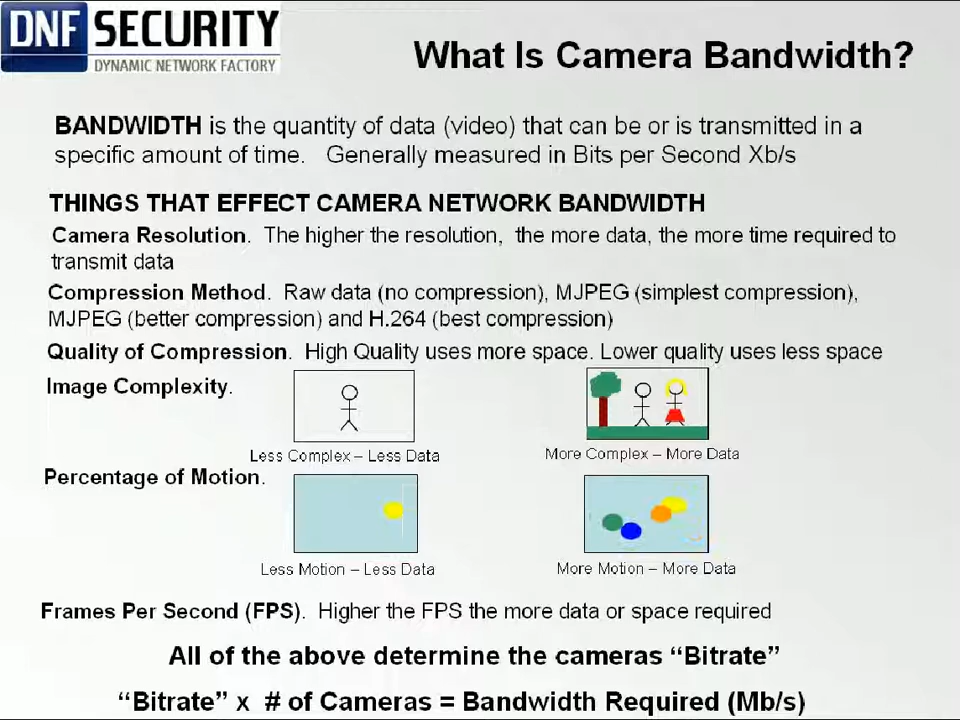 DNF SECURITY
DYNAMIC NETWORK FACTORY
What Is Camera Bandwidth?
BANDWIDTH is the quantity of data (video) that can be or is transmitted in a
specific amount of time. Generally measured in Bits per Second Xb/s
THINGS THAT EFFECT CAMERA NETWORK BANDWIDTH
Camera Resolution. The higher the resolution, the more data, the more time required to
transmit data
Compression Method. Raw data (no compression), MJPEG (simplest compression),
MJPEG (better compression) and H.264 (best compression)
Quality of Compression. High Quality uses more space. Lower quality uses less space
Image Complexity.
Less Complex – Less Data
More Complex – More Data
Percentage of Motion.
Less Motion – Less Data
More Motion – More Data
Frames Per Second (FPS). Higher the FPS the more data or space required
All of the above determine the cameras “Bitrate”
“Bitrate” x # of Cameras = Bandwidth Required (Mb/s)